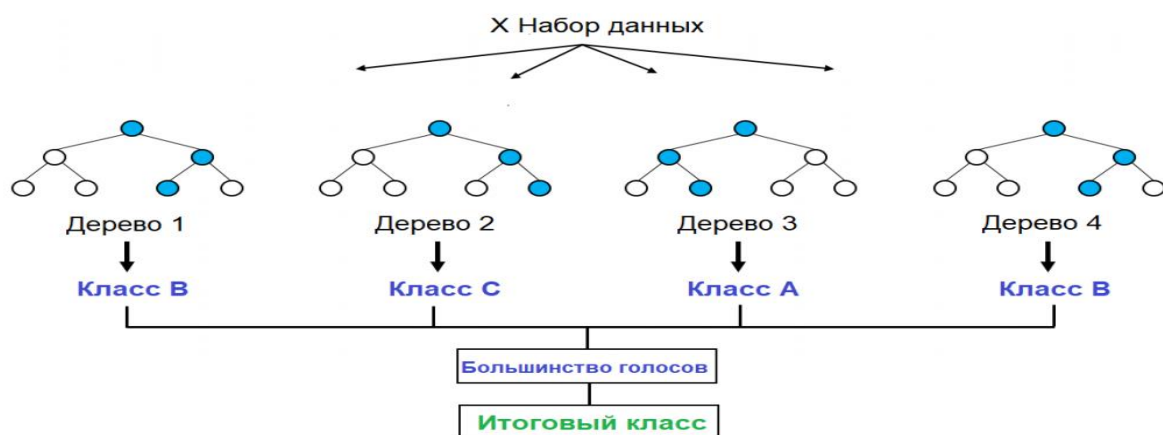 X Набор данных
Дерево 1 Дерево 2 Дерево 3 Дерево 4
Класс B Класс C Класс A Класс B
Большинство голосов
Итоговый класс